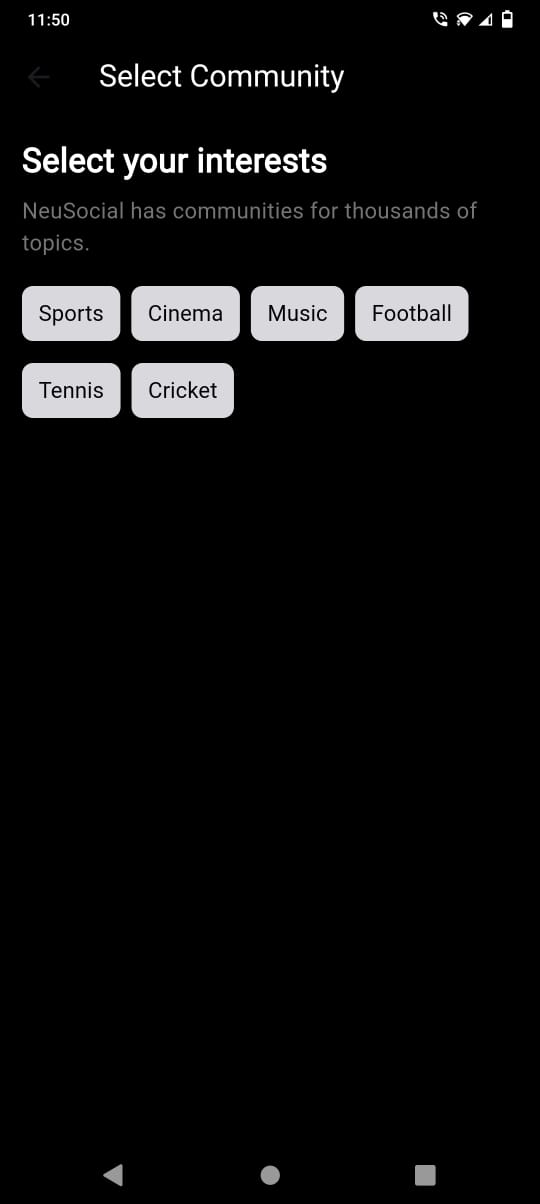 11:50
Select Community
Select your interests
NeuSocial has communities for thousands of
topics.
Sports Cinema Music Football
Tennis Cricket